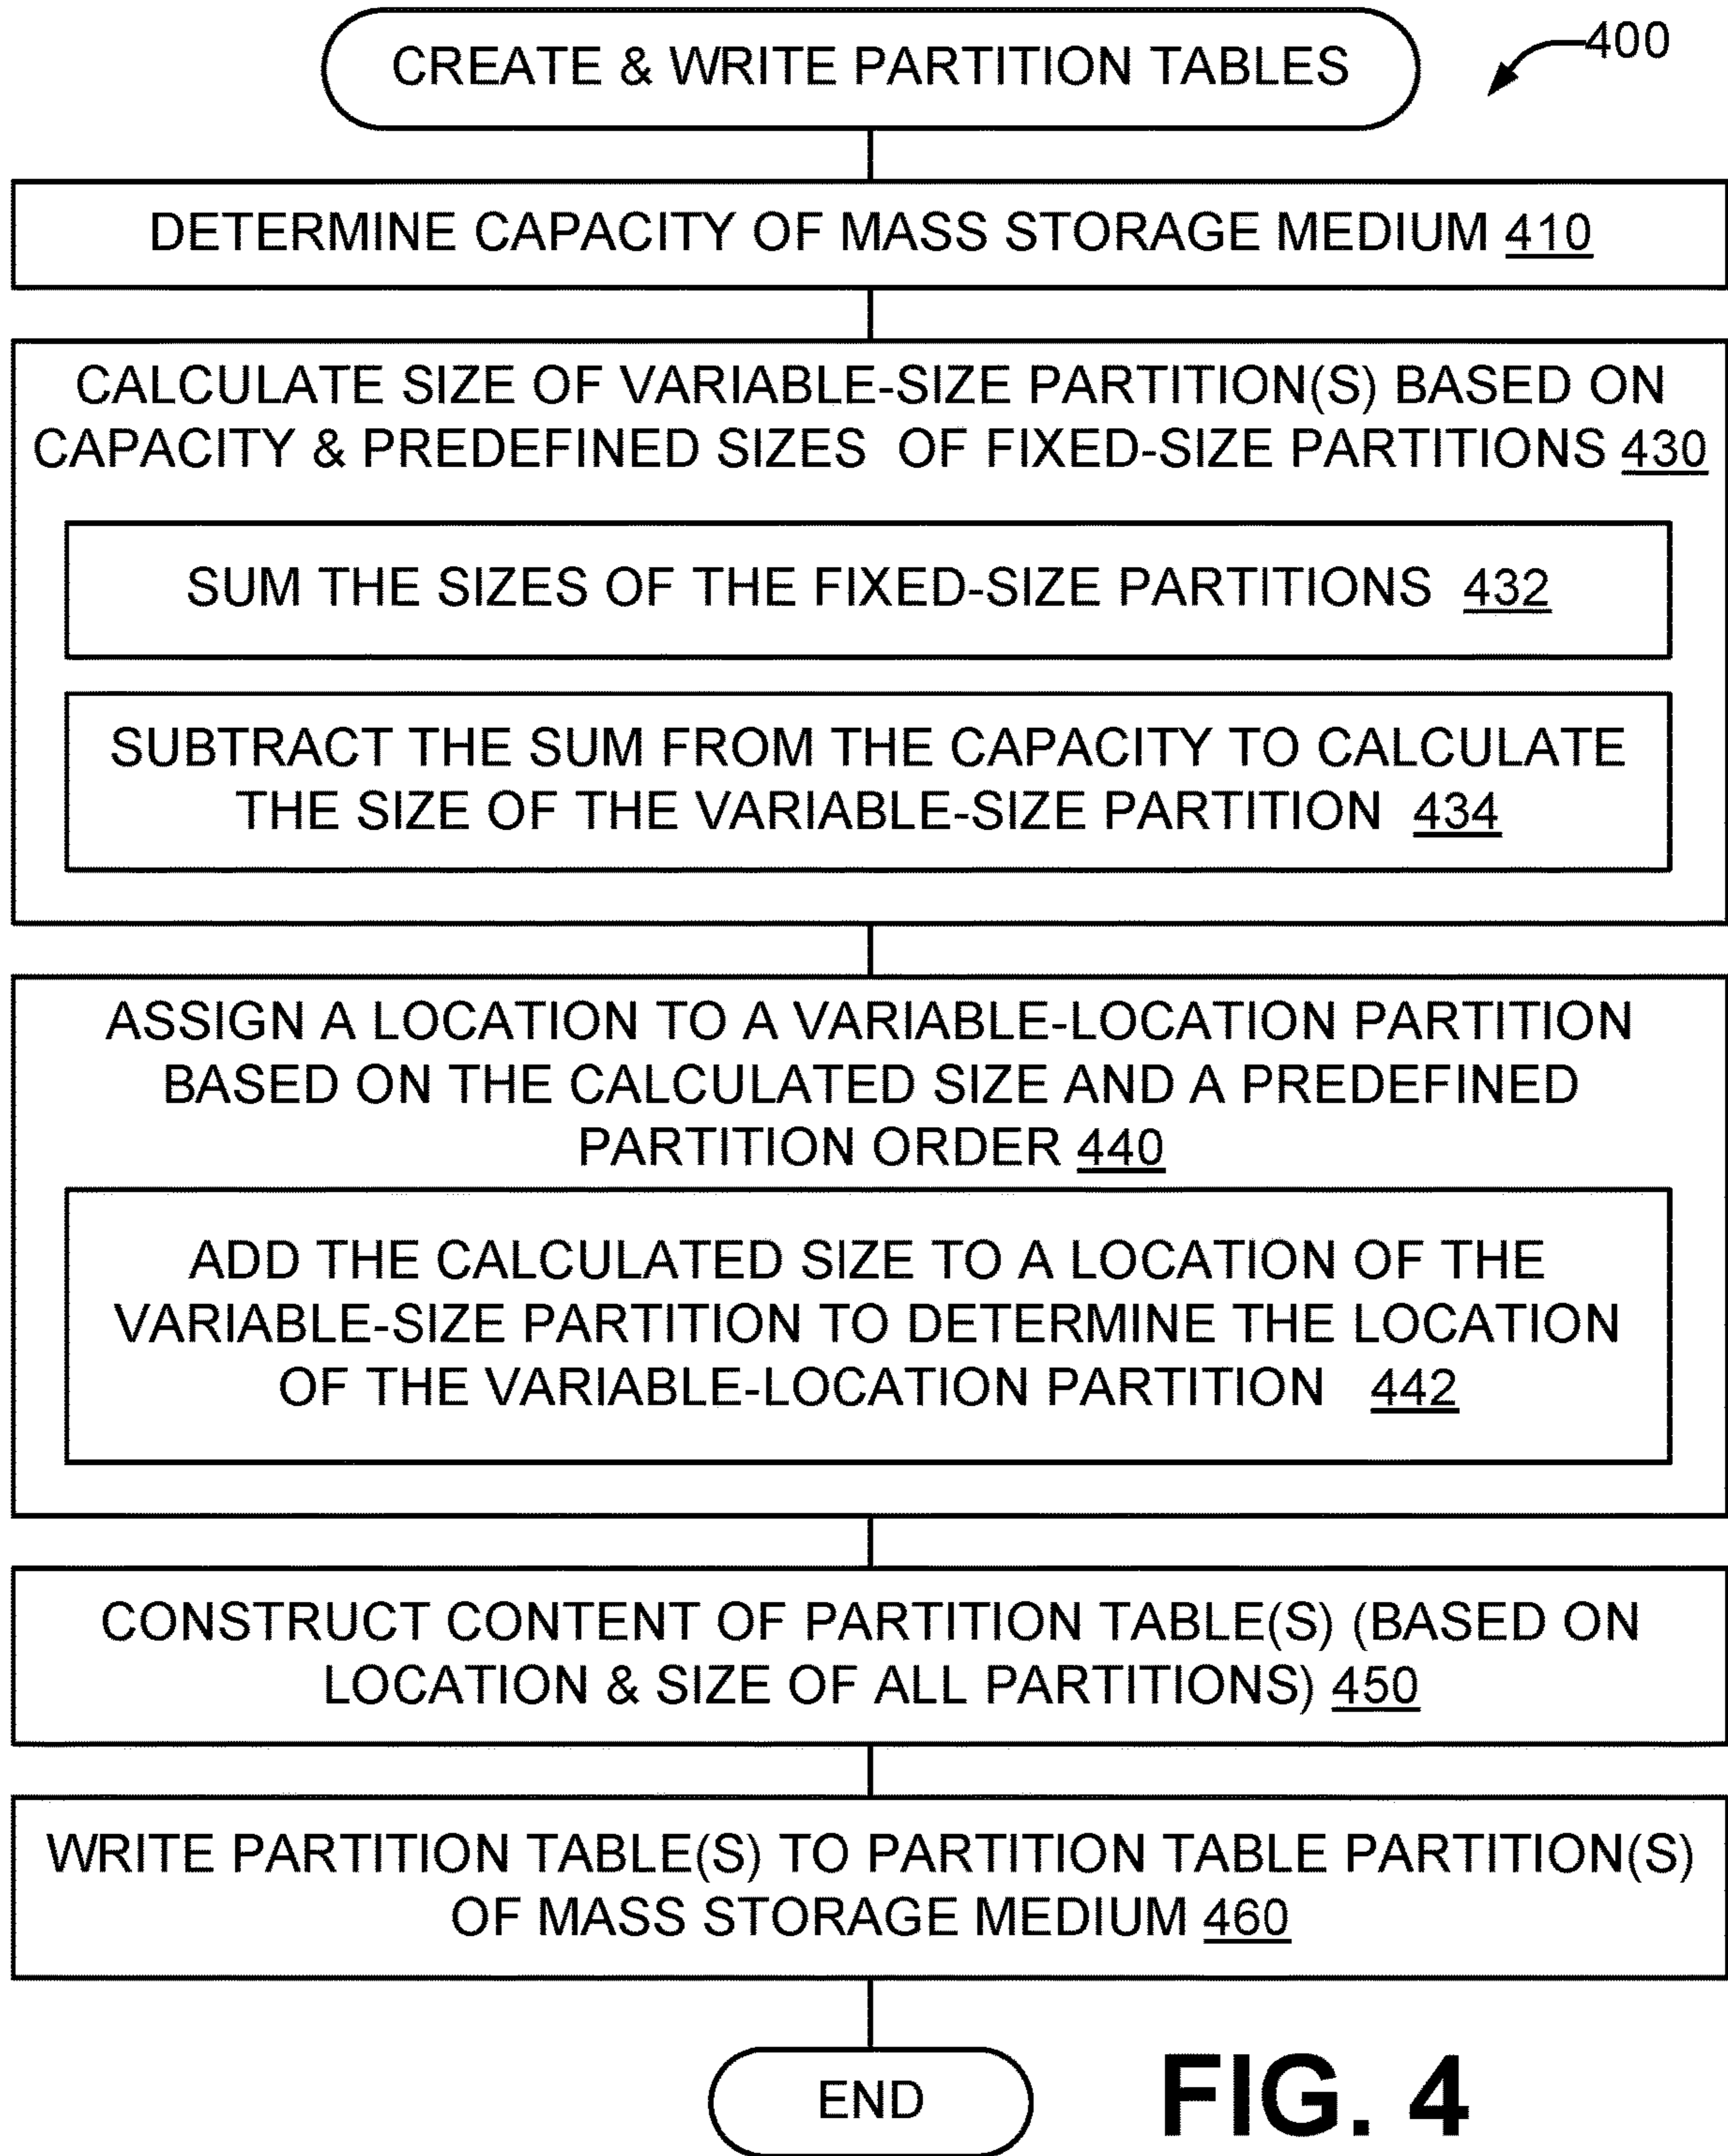 CREATE & WRITE PARTITION TABLES
400
DETERMINE CAPACITY OF MASS STORAGE MEDIUM 410
CALCULATE SIZE OF VARIABLE-SIZE PARTITION(S) BASED ON
CAPACITY & PREDEFINED SIZES OF FIXED-SIZE PARTITIONS 430
SUM THE SIZES OF THE FIXED-SIZE PARTITIONS 432
SUBTRACT THE SUM FROM THE CAPACITY TO CALCULATE
THE SIZE OF THE VARIABLE-SIZE PARTITION 434
ASSIGN A LOCATION TO A VARIABLE-LOCATION PARTITION
BASED ON THE CALCULATED SIZE AND A PREDEFINED
PARTITION ORDER 440
ADD THE CALCULATED SIZE TO A LOCATION OF THE
VARIABLE-SIZE PARTITION TO DETERMINE THE LOCATION
OF THE VARIABLE-LOCATION PARTITION 442
CONSTRUCT CONTENT OF PARTITION TABLE(S) (BASED ON
LOCATION & SIZE OF ALL PARTITIONS) 450
WRITE PARTITION TABLE(S) TO PARTITION TABLE PARTITION(S)
OF MASS STORAGE MEDIUM 460
END
FIG. 4